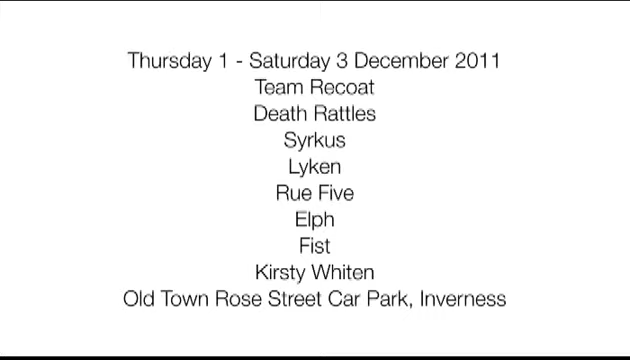 Thursday 1 - Saturday 3 December 2011
Team Recoat
Death Rattles
Syrkus
Lyken
Rue Five
Elph
Fist
Kirsty Whiten
Old Town Rose Street Car Park, Inverness